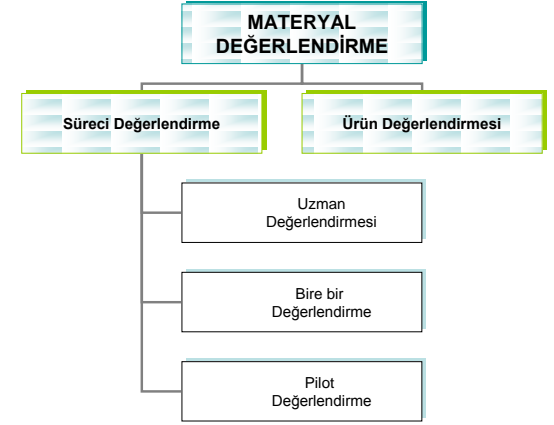 MATERYAL
DEĞERLENDİRME
Süreci Değerlendirme
Ürün Değerlendirmesi
Uzman
Değerlendirmesi
Bire bir
Değerlendirme
Pilot
Değerlendirme